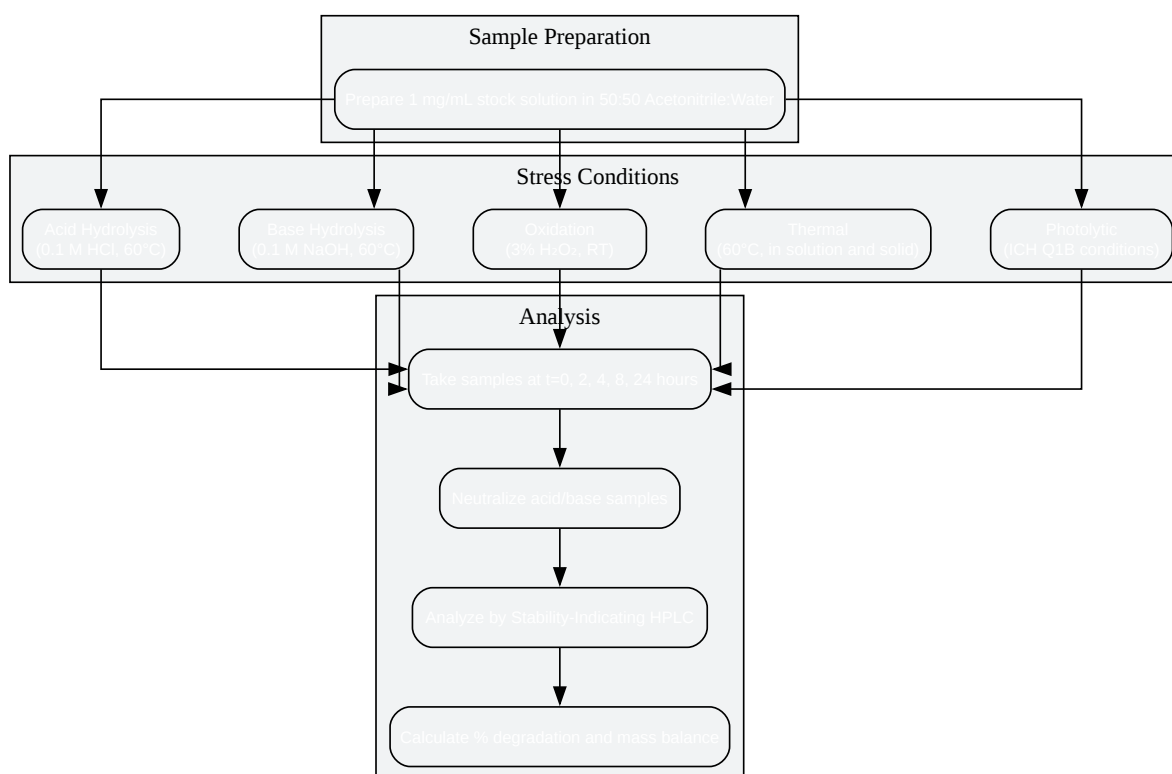 Sample Preparation
Prepare 1 mg/mL stock solution in 50:50 Acetonitrile:Water
Stress Conditions
Acid Hydrolysis
(0.1 M HCl, 60°C)
Base Hydrolysis
(0.1 M NaOH, 60°C)
Oxidation
(3% H₂O₂, RT)
Thermal
(60°C, in solution and solid)
Photolytic
(ICH Q1B conditions)
Analysis
Take samples at t=0, 2, 4, 8, 24 hours
Neutralize acid/base samples
Analyze by Stability-Indicating HPLC
Calculate % degradation and mass balance